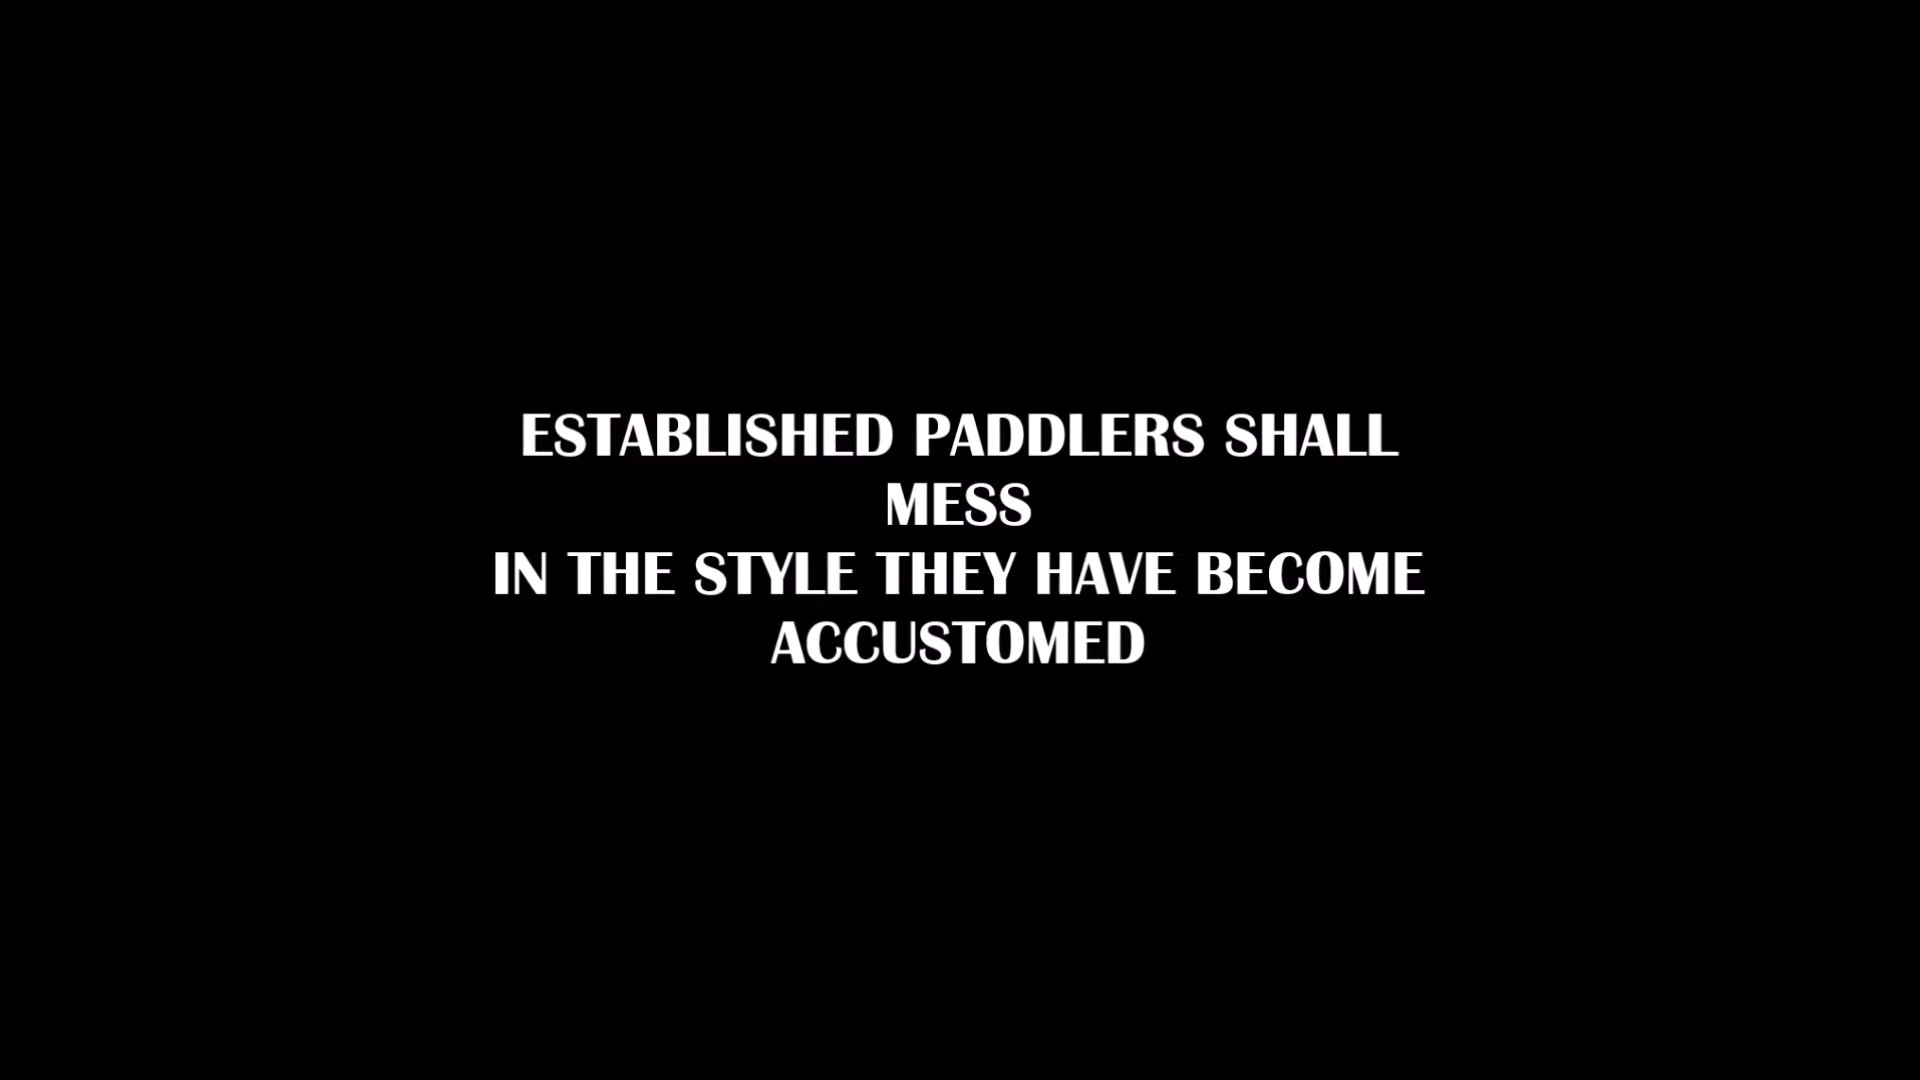 ESTABLISHED PADDLERS SHALL
MESS
IN THE STYLE THEY HAVE BECOME
ACCUSTOMED